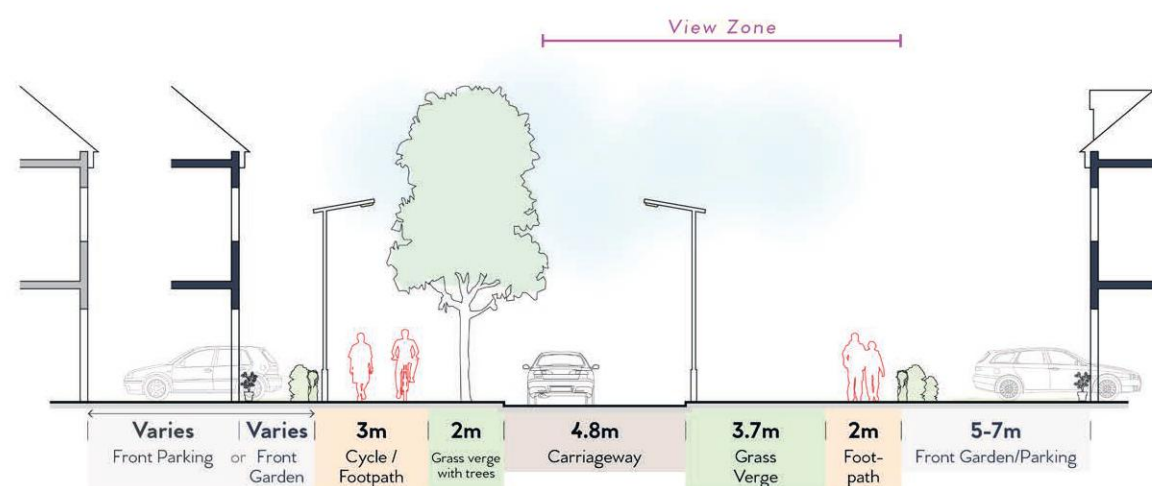 View Zone
Varies
Front Parking
or
Varies
Front
Garden
3m
Cycle /
Footpath
2m
Grass verge
with trees
4.8m
Carriageway
3.7m
Grass
Verge
2m
Foot-
path
5-7m
Front Garden/Parking